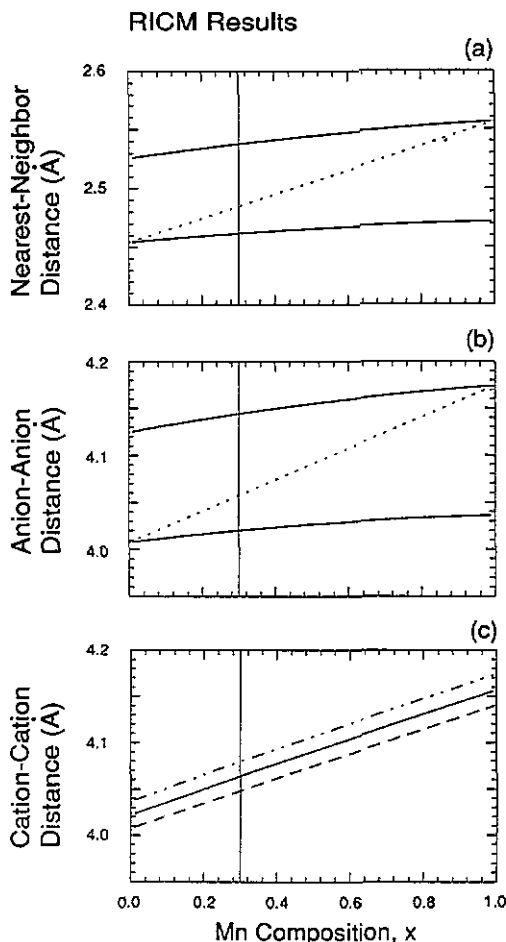 RICM Results
(a)
Nearest-Neighbor
Distance (Å)
2.6
2.5
2.4
(b)
Anion-Anion
Distance (Å)
4.2
4.1
4.0
(c)
Cation-Cation
Distance (Å)
4.2
4.1
4.0
0.0 0.2 0.4 0.6 0.8 1.0
Mn Composition, x